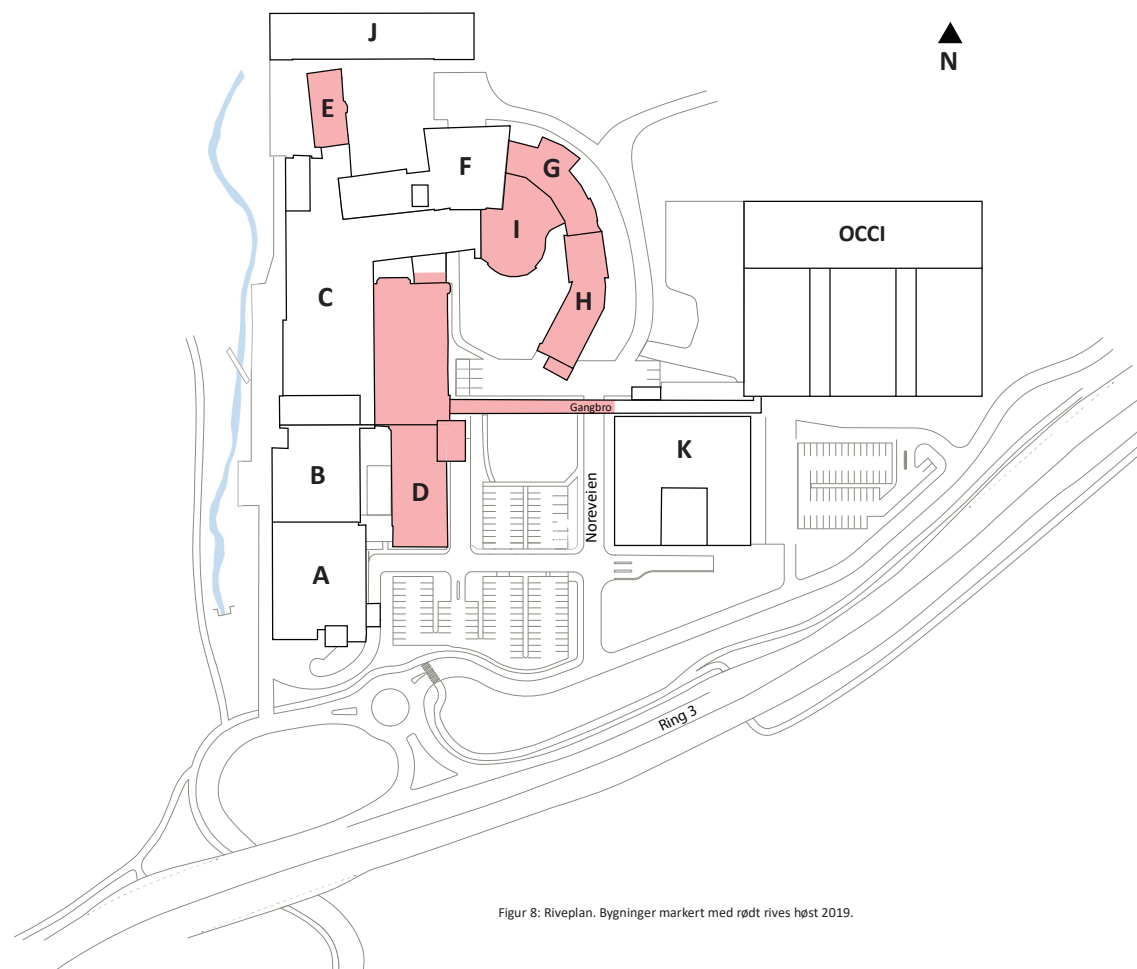 J
N
E
F
G
I
OCCI
C
H
Gangbro
B
K
D
Noreveien
A
Ring 3
Figur 8: Riveplan. Bygninger markert med rødt rives høst 2019.